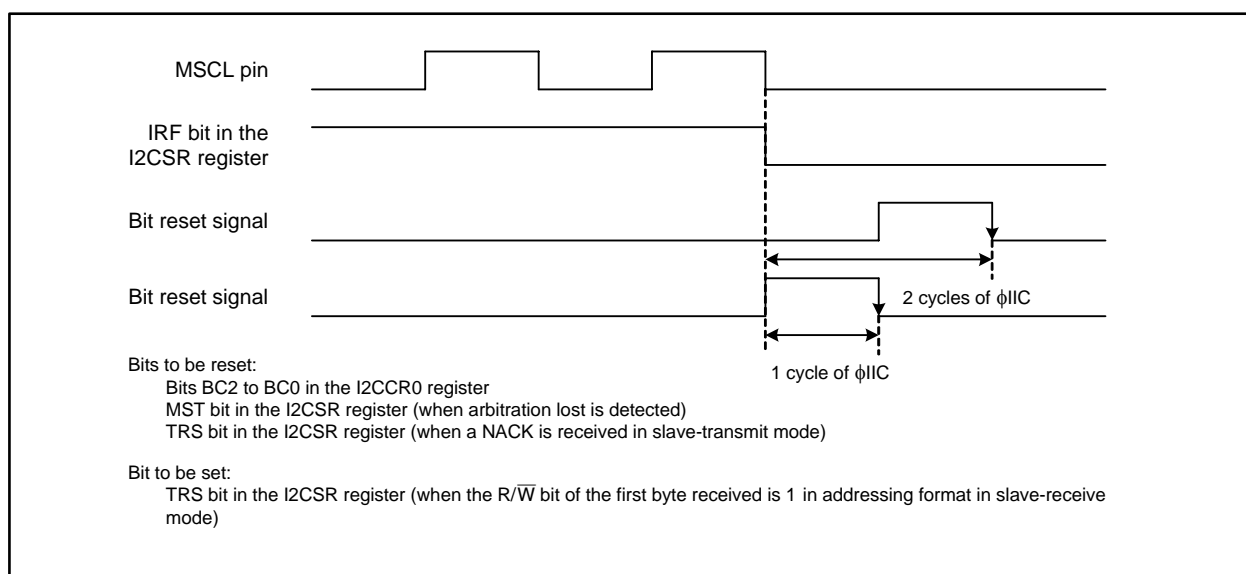 MSCL pin
IRF bit in the
I2CSR register
Bit reset signal
2 cycles of ϕIIC
Bit reset signal
1 cycle of ϕIIC
Bits to be reset:
Bits BC2 to BC0 in the I2CCR0 register
MST bit in the I2CSR register (when arbitration lost is detected)
TRS bit in the I2CSR register (when a NACK is received in slave-transmit mode)
Bit to be set:
TRS bit in the I2CSR register (when the R/W̅ bit of the first byte received is 1 in addressing format in slave-receive
mode)